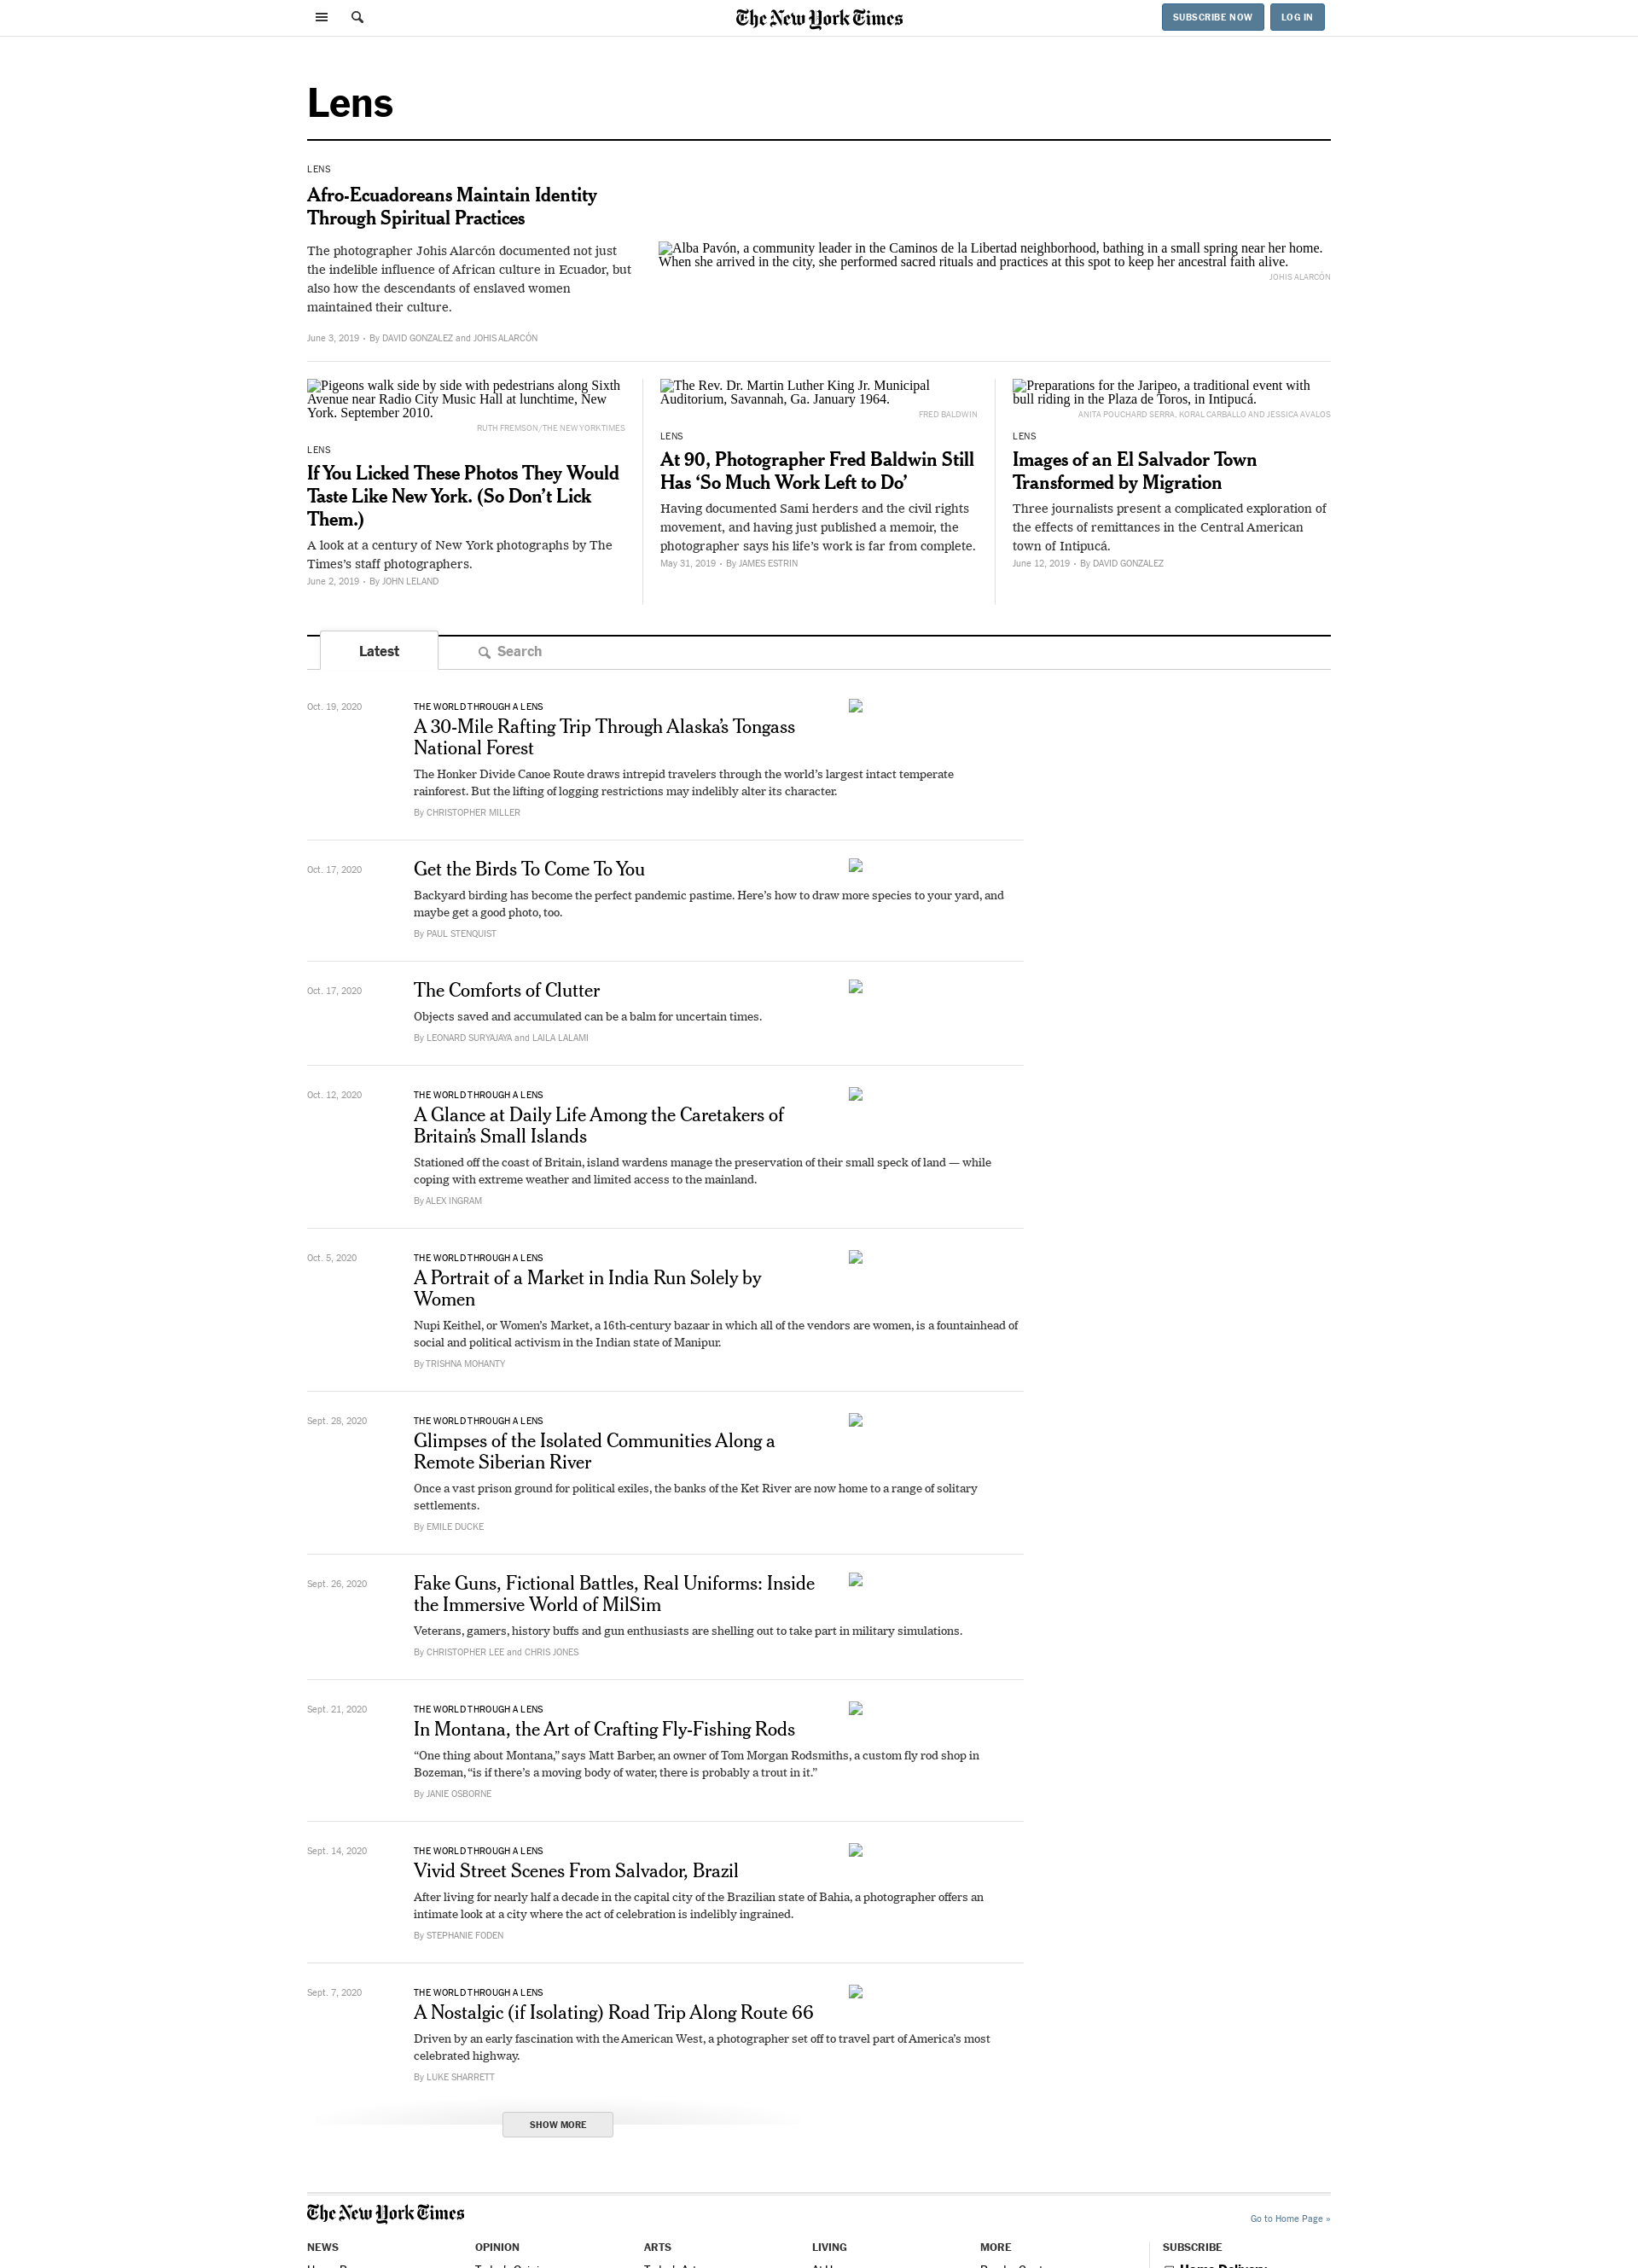 The New York Times
SUBSCRIBE NOW
LOG IN
Lens
LENS
Afro-Ecuadoreans Maintain Identity
Through Spiritual Practices
The photographer Johis Alarcón documented not just
the indelible influence of African culture in Ecuador, but
also how the descendants of enslaved women
maintained their culture.
June 3, 2019 • By DAVID GONZALEZ and JOHIS ALARCÓN
Alba Pavón, a community leader in the Caminos de la Libertad neighborhood, bathing in a small spring near her home.
When she arrived in the city, she performed sacred rituals and practices at this spot to keep her ancestral faith alive.
JOHIS ALARCÓN
Pigeons walk side by side with pedestrians along Sixth
Avenue near Radio City Music Hall at lunchtime, New
York. September 2010.
RUTH FREMSON/THE NEW YORK TIMES
LENS
If You Licked These Photos They Would
Taste Like New York. (So Don’t Lick
Them.)
A look at a century of New York photographs by The
Times’s staff photographers.
June 2, 2019 • By JOHN LELAND
The Rev. Dr. Martin Luther King Jr. Municipal
Auditorium, Savannah, Ga. January 1964.
FRED BALDWIN
LENS
At 90, Photographer Fred Baldwin Still
Has ‘So Much Work Left to Do’
Having documented Sami herders and the civil rights
movement, and having just published a memoir, the
photographer says his life’s work is far from complete.
May 31, 2019 • By JAMES ESTRIN
Preparations for the Jaripeo, a traditional event with
bull riding in the Plaza de Toros, in Intipucá.
ANITA POUCHARD SERRA, KORAL CARBALLO AND JESSICA AVALOS
LENS
Images of an El Salvador Town
Transformed by Migration
Three journalists present a complicated exploration of
the effects of remittances in the Central American
town of Intipucá.
June 12, 2019 • By DAVID GONZALEZ
Latest
Search
Oct. 19, 2020
THE WORLD THROUGH A LENS
A 30-Mile Rafting Trip Through Alaska’s Tongass
National Forest
The Honker Divide Canoe Route draws intrepid travelers through the world’s largest intact temperate
rainforest. But the lifting of logging restrictions may indelibly alter its character.
By CHRISTOPHER MILLER
Oct. 17, 2020
Get the Birds To Come To You
Backyard birding has become the perfect pandemic pastime. Here’s how to draw more species to your yard, and
maybe get a good photo, too.
By PAUL STENQUIST
Oct. 17, 2020
The Comforts of Clutter
Objects saved and accumulated can be a balm for uncertain times.
By LEONARD SURYAJAYA and LAILA LALAMI
Oct. 12, 2020
THE WORLD THROUGH A LENS
A Glance at Daily Life Among the Caretakers of
Britain’s Small Islands
Stationed off the coast of Britain, island wardens manage the preservation of their small speck of land — while
coping with extreme weather and limited access to the mainland.
By ALEX INGRAM
Oct. 5, 2020
THE WORLD THROUGH A LENS
A Portrait of a Market in India Run Solely by
Women
Nupi Keithel, or Women’s Market, a 16th-century bazaar in which all of the vendors are women, is a fountainhead of
social and political activism in the Indian state of Manipur.
By TRISHNA MOHANTY
Sept. 28, 2020
THE WORLD THROUGH A LENS
Glimpses of the Isolated Communities Along a
Remote Siberian River
Once a vast prison ground for political exiles, the banks of the Ket River are now home to a range of solitary
settlements.
By EMILE DUCKE
Sept. 26, 2020
Fake Guns, Fictional Battles, Real Uniforms: Inside
the Immersive World of MilSim
Veterans, gamers, history buffs and gun enthusiasts are shelling out to take part in military simulations.
By CHRISTOPHER LEE and CHRIS JONES
Sept. 21, 2020
THE WORLD THROUGH A LENS
In Montana, the Art of Crafting Fly-Fishing Rods
“One thing about Montana,” says Matt Barber, an owner of Tom Morgan Rodsmiths, a custom fly rod shop in
Bozeman, “is if there’s a moving body of water, there is probably a trout in it.”
By JANIE OSBORNE
Sept. 14, 2020
THE WORLD THROUGH A LENS
Vivid Street Scenes From Salvador, Brazil
After living for nearly half a decade in the capital city of the Brazilian state of Bahia, a photographer offers an
intimate look at a city where the act of celebration is indelibly ingrained.
By STEPHANIE FODEN
Sept. 7, 2020
THE WORLD THROUGH A LENS
A Nostalgic (if Isolating) Road Trip Along Route 66
Driven by an early fascination with the American West, a photographer set off to travel part of America’s most
celebrated highway.
By LUKE SHARRETT
SHOW MORE
The New York Times
Go to Home Page »
NEWS
OPINION
ARTS
LIVING
MORE
SUBSCRIBE